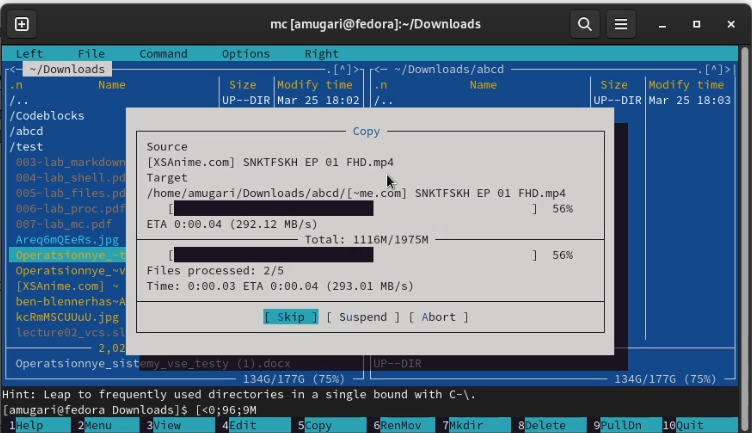 mc [amugari@fedora]:~/Downloads
Left File Command Options Right
<— ~/Downloads .[^]>
<— ~/Downloads/abcd .[^]>
.n Name Size Modify time
.n Name Size Modify time
/.. UP--DIR Mar 25 18:02
/.. UP--DIR Mar 25 18:03
/Codeblocks
/abcd
/test
003-lab_markdown
004-lab_shell.pd
005-lab_files.pd
006-lab_proc.pdf
007-lab_mc.pdf
Areq6mQEeRs.jpg
Operatsionnye_~t
Operatsionnye_~v
[XSAnime.com] ~
ben-blennerhas~A
kcRmMSCUUuU.jpg
lecture02_vcs.sl
2,02
Operatsionnye_sistemy_vse_testy (1).docx
UP--DIR
134G/177G (75%)
134G/177G (75%)
Copy
Source
[XSAnime.com] SNKTFSKH EP 01 FHD.mp4
Target
/home/amugari/Downloads/abcd/[~me.com] SNKTFSKH EP 01 FHD.mp4
[ ] 56%
ETA 0:00.04 (292.12 MB/s)
Total: 1116M/1975M
[ ] 56%
Files processed: 2/5
Time: 0:00.03 ETA 0:00.04 (293.01 MB/s)
[ Skip ] [ Suspend ] [ Abort ]
Hint: Leap to frequently used directories in a single bound with C-\.
[amugari@fedora Downloads]$ [<0;96;9M
1Help 2Menu 3View 4Edit 5Copy 6RenMov 7Mkdir 8Delete 9PullDn 10Quit